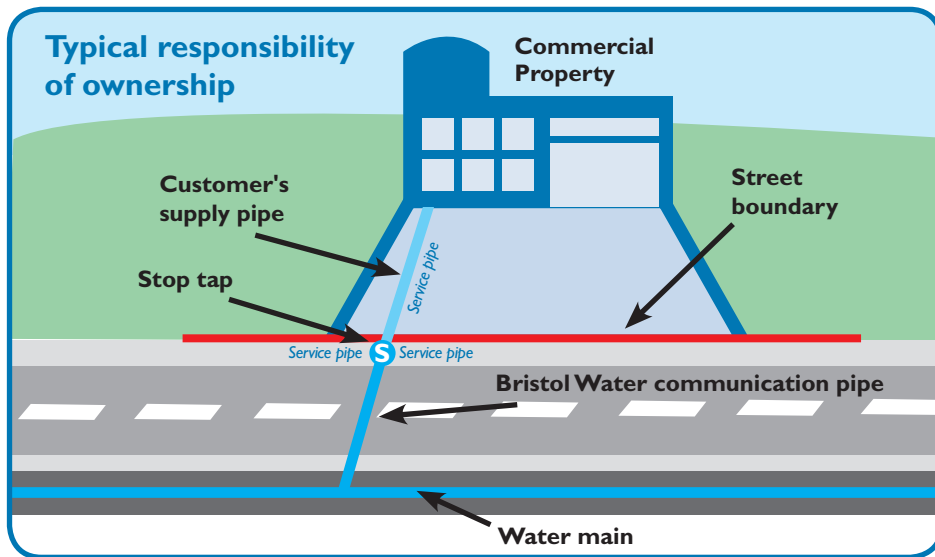 Typical responsibility
of ownership
Commercial
Property
Customer's
supply pipe
Street
boundary
Service pipe
Stop tap
Service pipe
S
Service pipe
Bristol Water communication pipe
Water main